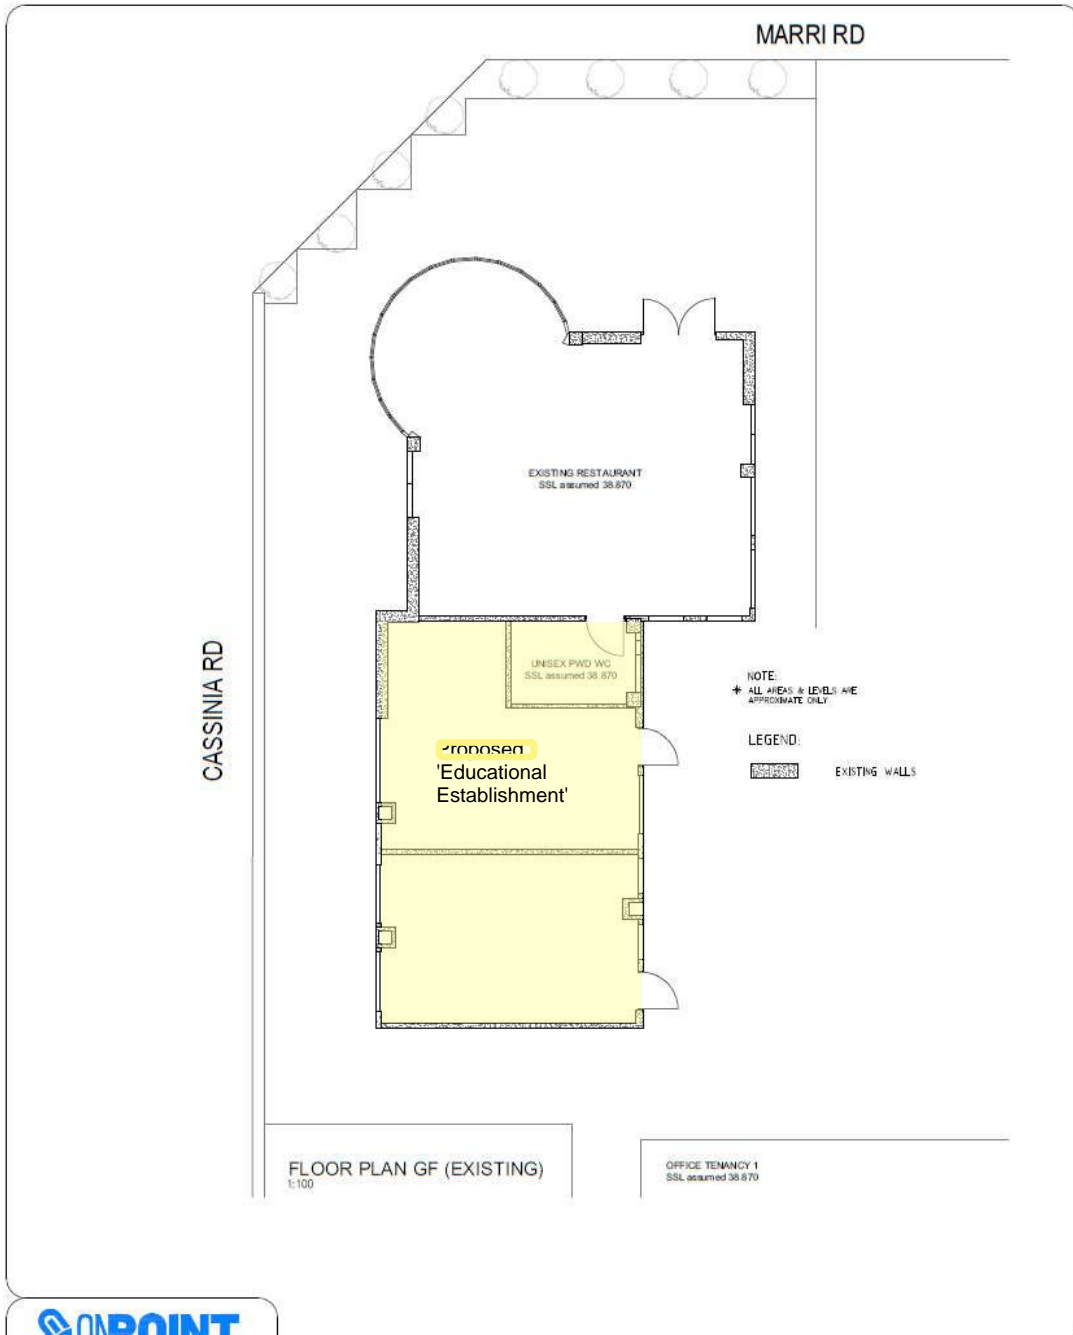 MARRI RD
EXISTING RESTAURANT
SSL assumed 38.870
CASSINIA RD
UNISEX PWD WC
SSL assumed 38.870
Proposed
'Educational
Establishment'
NOTE:
* ALL AREAS & LEVELS ARE
APPROXIMATE ONLY
LEGEND:
EXISTING WALLS
FLOOR PLAN GF (EXISTING)
1:100
OFFICE TENANCY 1
SSL assumed 38.870
ONPOINT